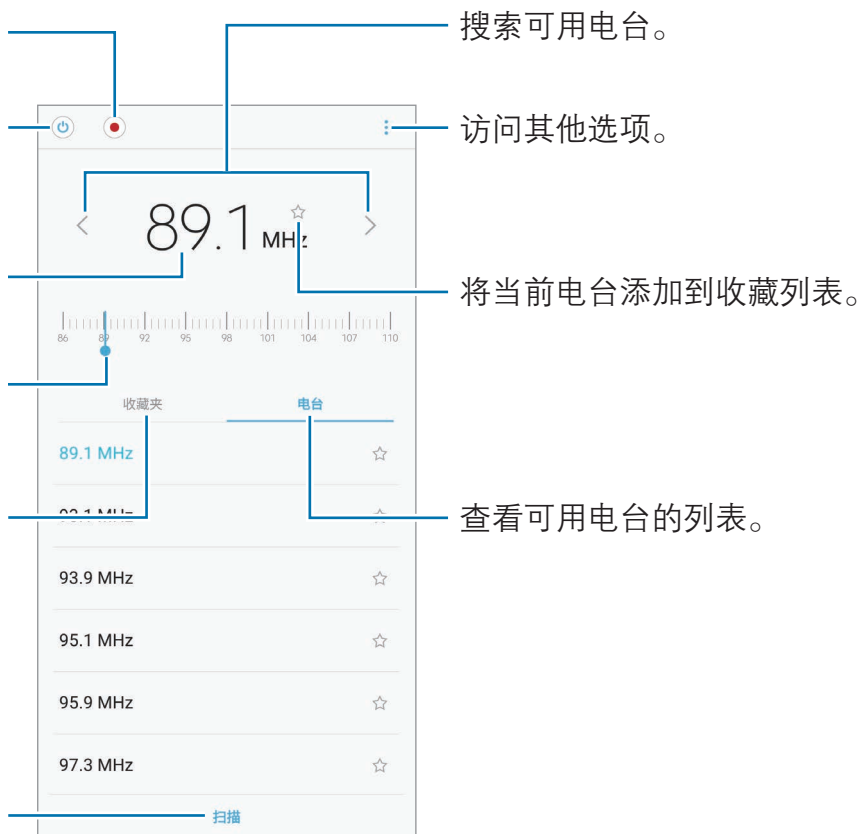 搜索可用电台。
访问其他选项。
89.1 MHz
将当前电台添加到收藏列表。
86 89 92 95 98 101 104 107 110
收藏夹 电台
89.1 MHz
查看可用电台的列表。
93.9 MHz
95.1 MHz
95.9 MHz
97.3 MHz
扫描